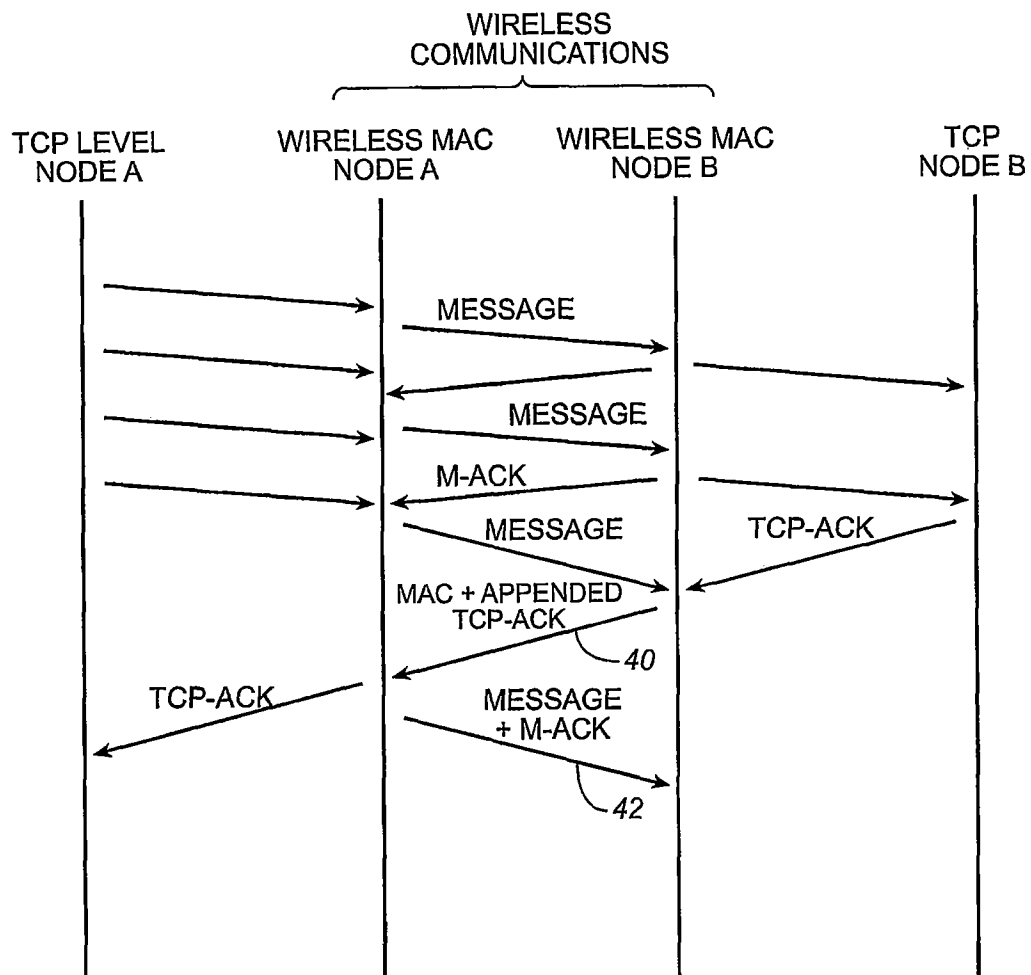 WIRELESS
COMMUNICATIONS
TCP LEVEL
NODE A
WIRELESS MAC
NODE A
WIRELESS MAC
NODE B
TCP
NODE B
MESSAGE
MESSAGE
M-ACK
MESSAGE
TCP-ACK
MAC + APPENDED
TCP-ACK
40
TCP-ACK
MESSAGE
+ M-ACK
42